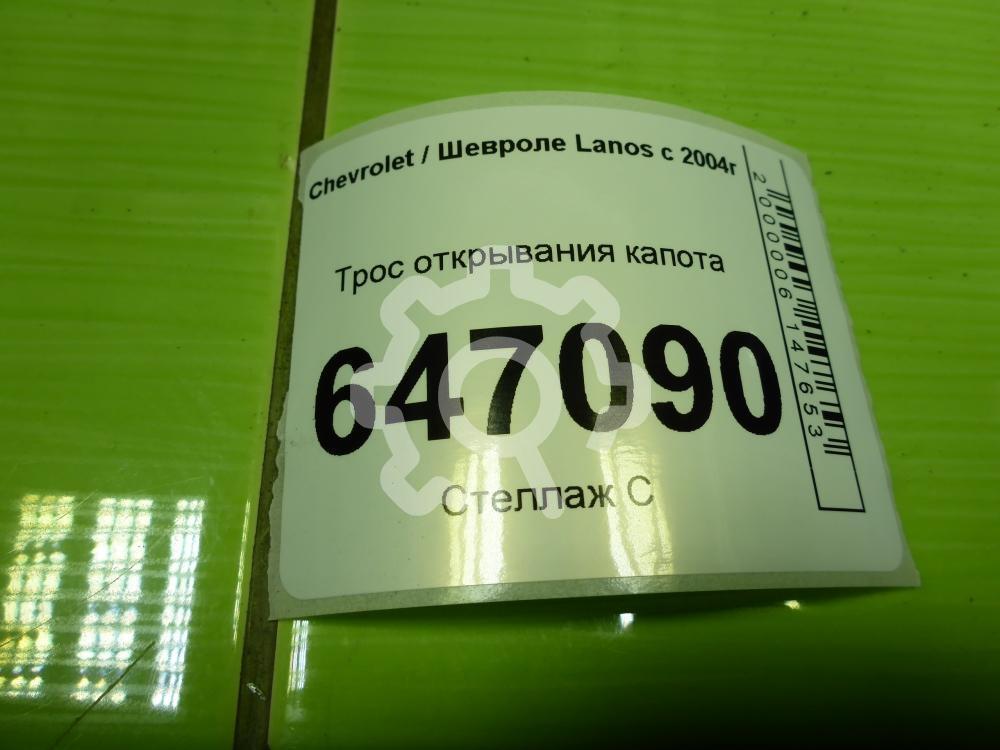 Chevrolet / Шевроле Lanos с 2004г
Трос открывания капота
647090
Стеллаж С
2000006147653